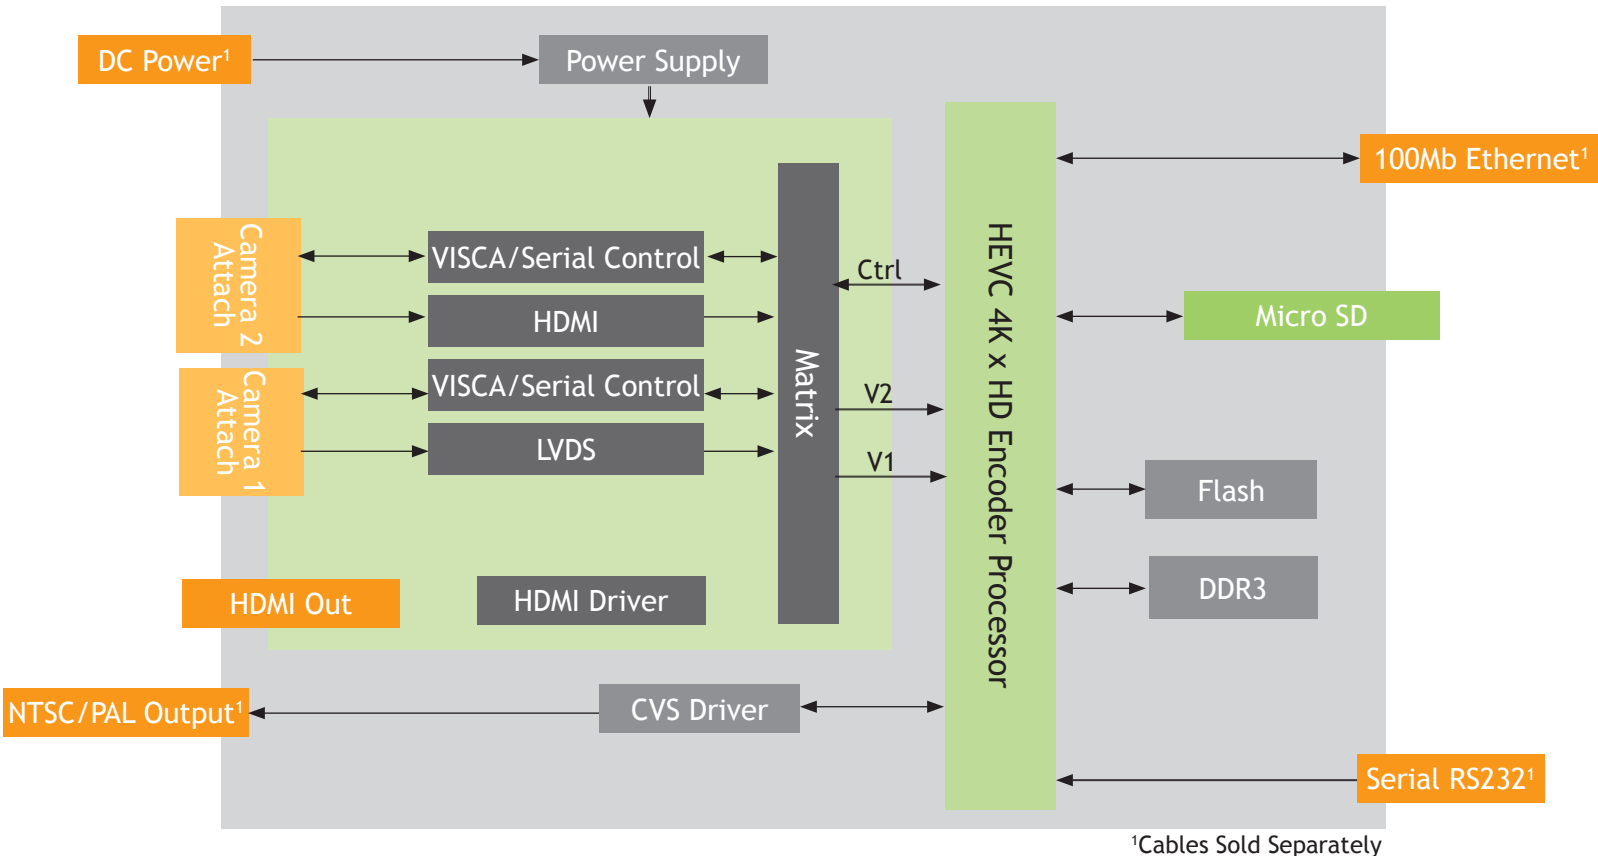 DC Power¹
Power Supply
100Mb Ethernet¹
Camera 2
Attach
VISCA/Serial Control
HDMI
Camera 1
Attach
VISCA/Serial Control
LVDS
Matrix
Ctrl
V2
V1
HEVC 4K x HD Encoder Processor
Micro SD
Flash
DDR3
HDMI Out
HDMI Driver
NTSC/PAL Output¹
CVS Driver
Serial RS232¹
¹Cables Sold Separately